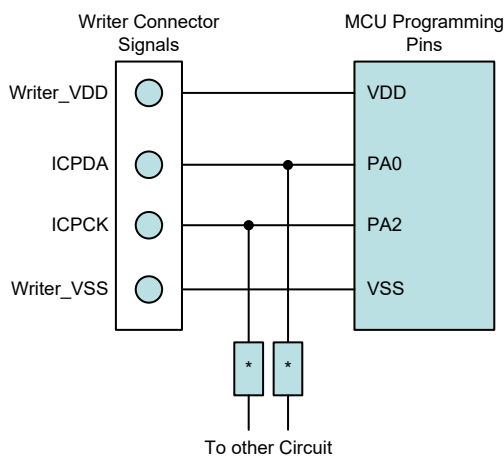 Writer Connector
Signals
MCU Programming
Pins
Writer_VDD
VDD
ICPDA
PA0
ICPCK
PA2
Writer_VSS
VSS
*
*
To other Circuit